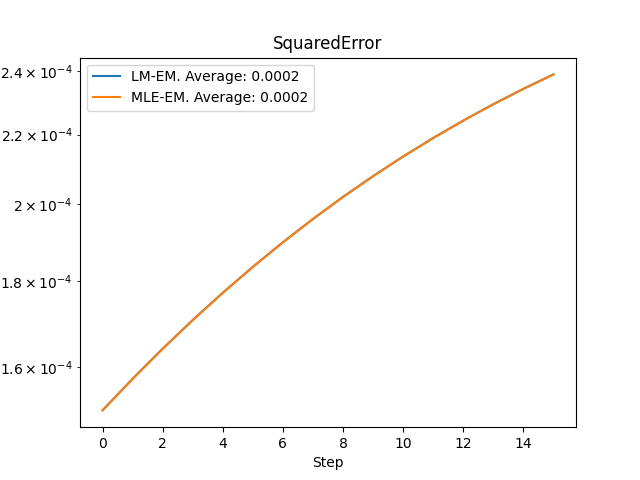 SquaredError
LM-EM. Average: 0.0002
MLE-EM. Average: 0.0002
2.4 × 10⁻⁴
2.2 × 10⁻⁴
2 × 10⁻⁴
1.8 × 10⁻⁴
1.6 × 10⁻⁴
0 2 4 6 8 10 12 14
Step